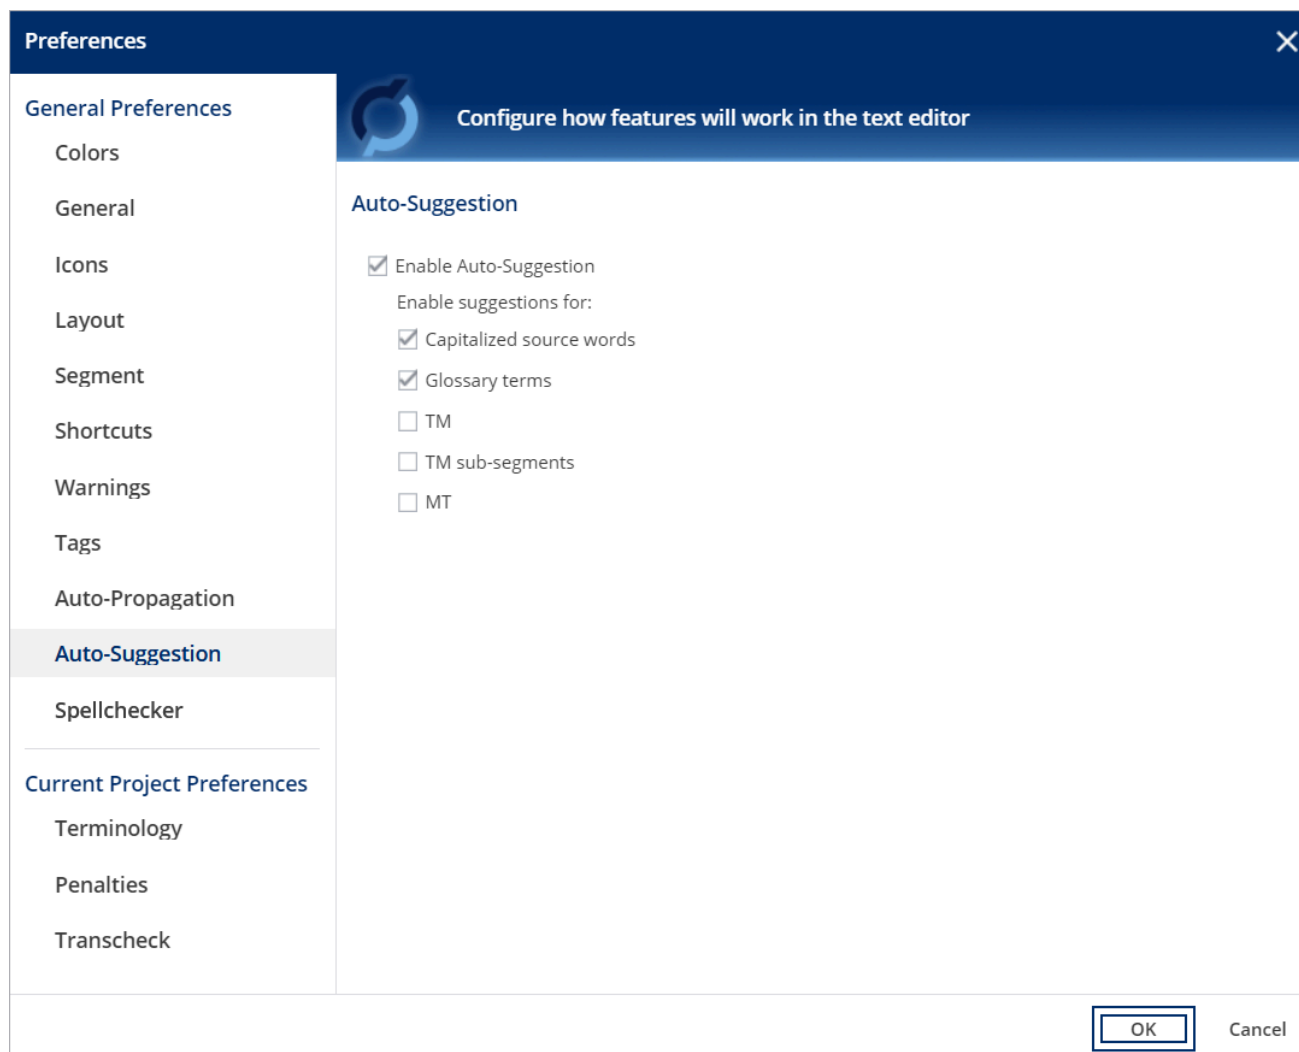 Preferences
General Preferences
Colors
General
Icons
Layout
Segment
Shortcuts
Warnings
Tags
Auto-Propagation
Auto-Suggestion
Spellchecker
Current Project Preferences
Terminology
Penalties
Transcheck
Configure how features will work in the text editor
Auto-Suggestion
Enable Auto-Suggestion
Enable suggestions for:
Capitalized source words
Glossary terms
TM
TM sub-segments
MT
OK
Cancel